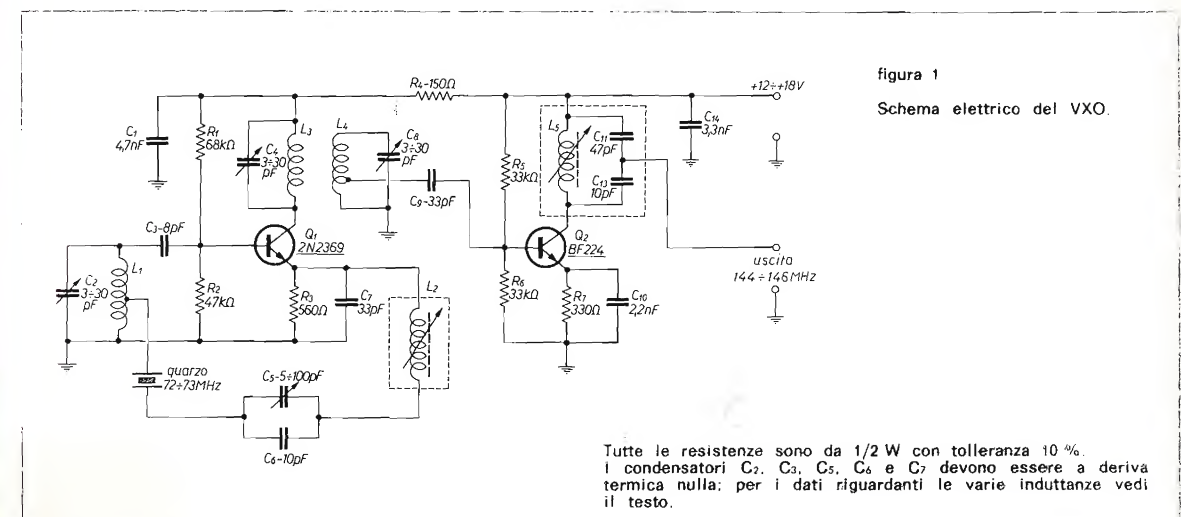 figura 1
Schema elettrico del VXO.
R4-150Ω
+12÷+18V
C1
4,7nF
R1
68kΩ
C4
3÷30
pF
L3
L4
C8
3÷30
pF
C9-33pF
R5
33kΩ
L5
C11
47pF
C13
10pF
C14
3,3nF
C3-8pF
Q1
2N2369
Q2
BF224
uscita
144÷146MHz
C2
3÷30
pF
L1
R2
47kΩ
R3
560Ω
C7
33pF
L2
R6
33kΩ
R7
330Ω
C10
2,2nF
quarzo
72÷73MHz
C5-5÷100pF
C6-10pF
Tutte le resistenze sono da 1/2 W con tolleranza 10 %.
I condensatori C2, C3, C5, C6 e C7 devono essere a deriva
termica nulla; per i dati riguardanti le varie induttanze vedi
il testo.